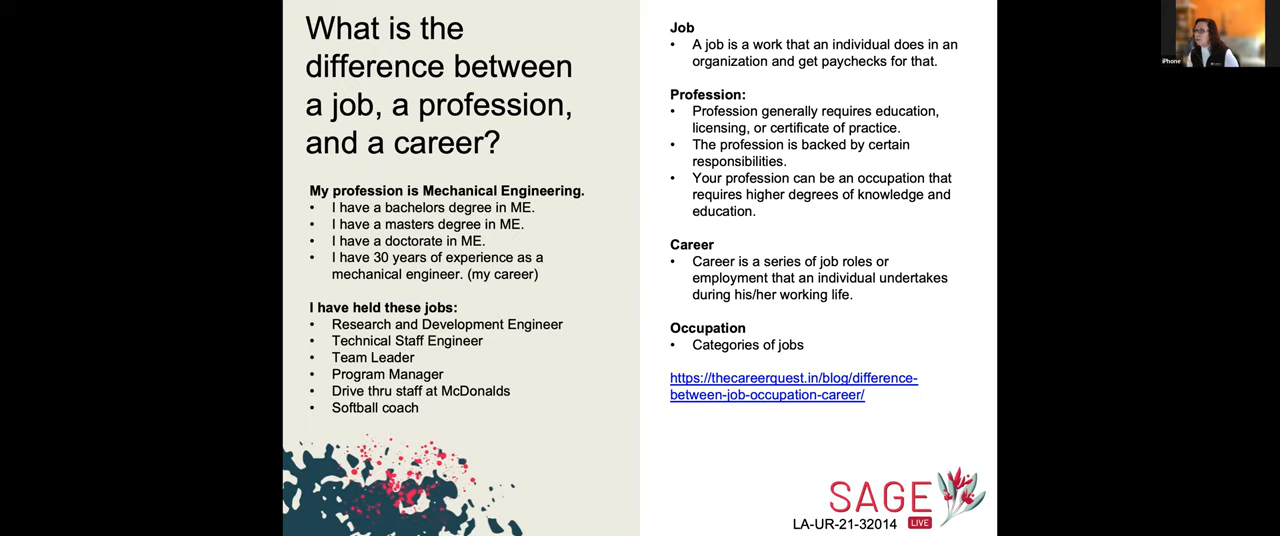 What is the
difference between
a job, a profession,
and a career?
My profession is Mechanical Engineering.
• I have a bachelors degree in ME.
• I have a masters degree in ME.
• I have a doctorate in ME.
• I have 30 years of experience as a
mechanical engineer. (my career)
I have held these jobs:
• Research and Development Engineer
• Technical Staff Engineer
• Team Leader
• Program Manager
• Drive thru staff at McDonalds
• Softball coach
Job
• A job is a work that an individual does in an
organization and get paychecks for that.
Profession:
• Profession generally requires education,
licensing, or certificate of practice.
• The profession is backed by certain
responsibilities.
• Your profession can be an occupation that
requires higher degrees of knowledge and
education.
Career
• Career is a series of job roles or
employment that an individual undertakes
during his/her working life.
Occupation
• Categories of jobs
https://thecareerquest.in/blog/difference-
between-job-occupation-career/
SAGE
LIVE
LA-UR-21-32014
iPhone